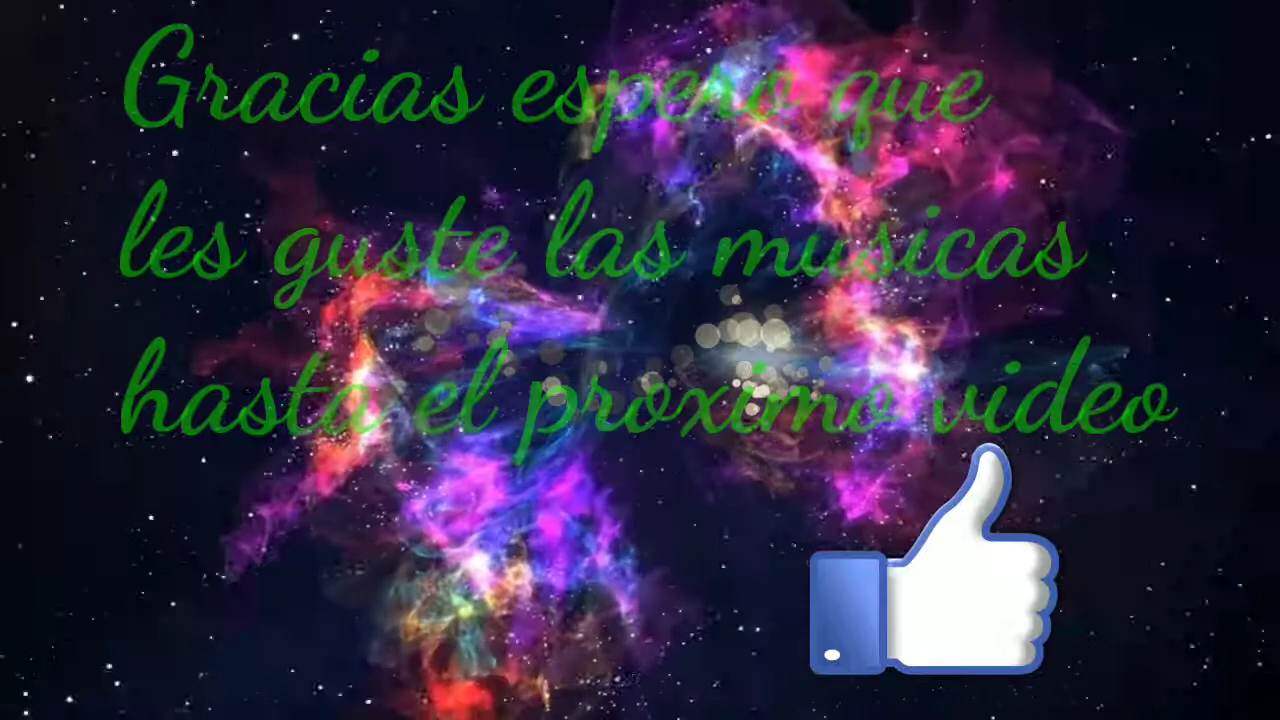 Gracias espero que
les guste las musicas
hasta el proximo video